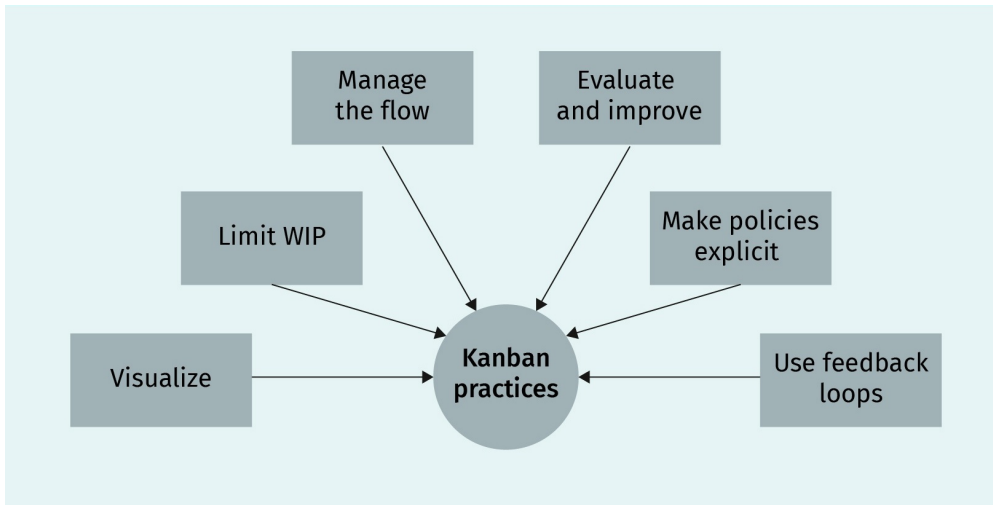 Manage
the flow
Evaluate
and improve
Limit WIP
Make policies
explicit
Visualize
Kanban
practices
Use feedback
loops